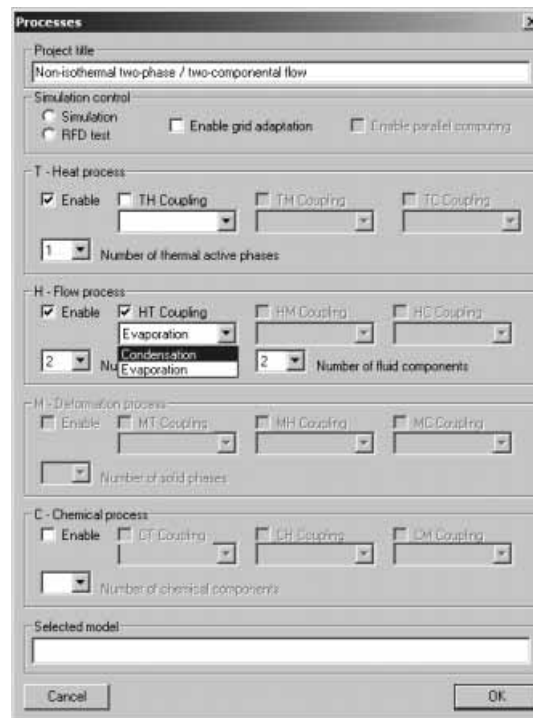 Processes
Project title
Non-isothermal two-phase / two-componental flow
Simulation control
Simulation
RFD test
Enable grid adaptation
Enable parallel computing
T - Heat process
Enable
TH Coupling
TM Coupling
TC Coupling
1
Number of thermal active phases
H - Flow process
Enable
HT Coupling
HM Coupling
HC Coupling
Evaporation
Condensation
Evaporation
2
Nu
2
Number of fluid components
M - Deformation process
Enable
MT Coupling
MH Coupling
MC Coupling
Number of solid phases
C - Chemical process
Enable
CT Coupling
CH Coupling
CM Coupling
Number of chemical components
Selected model
Cancel
OK